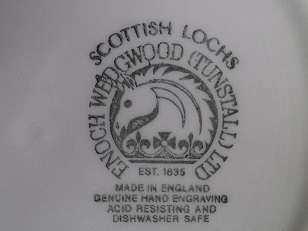 SCOTTISH LOCHS
ENOCH WEDGWOOD (TUNSTALL) LTD
EST. 1835
MADE IN ENGLAND
GENUINE HAND ENGRAVING
ACID RESISTING AND
DISHWASHER SAFE